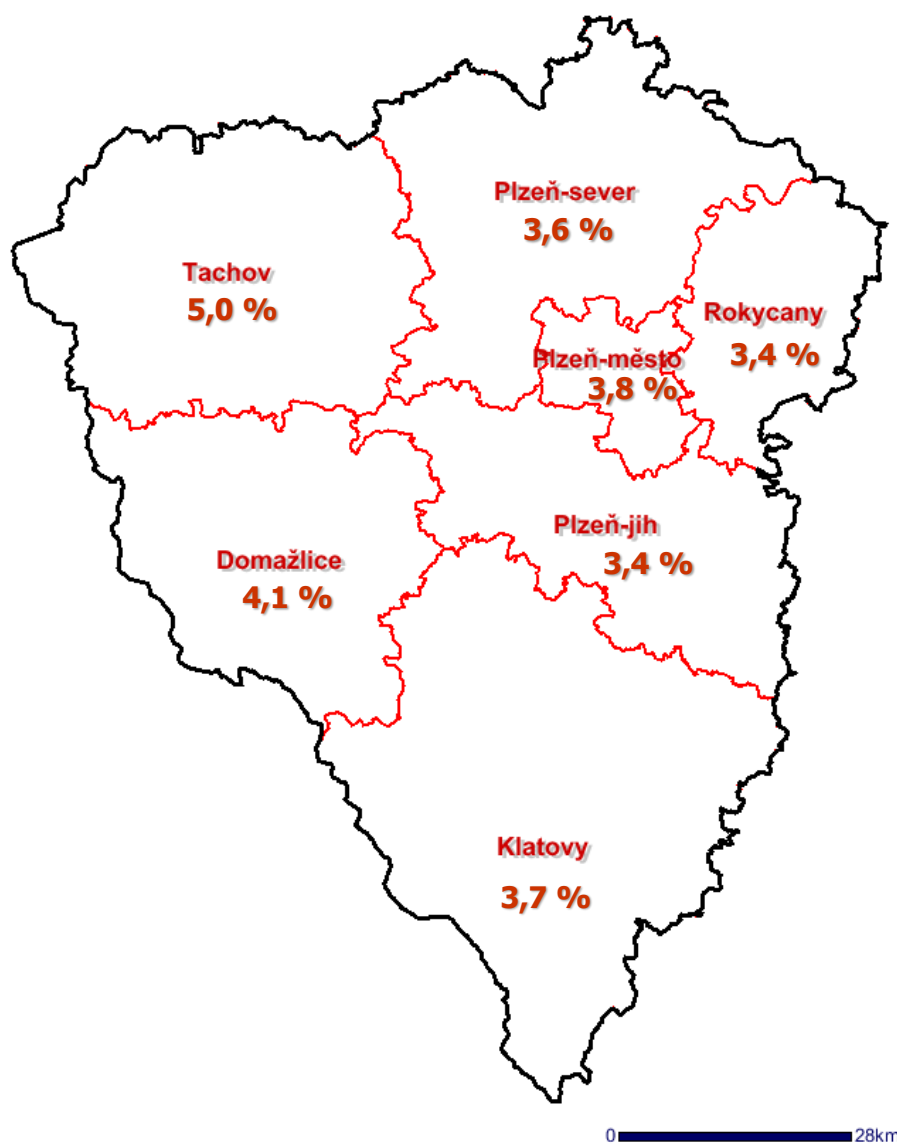 Plzeň-sever
3,6 %
Tachov
5,0 %
Rokycany
3,4 %
Plzeň-město
3,8 %
Plzeň-jih
3,4 %
Domažlice
4,1 %
Klatovy
3,7 %
0 28km